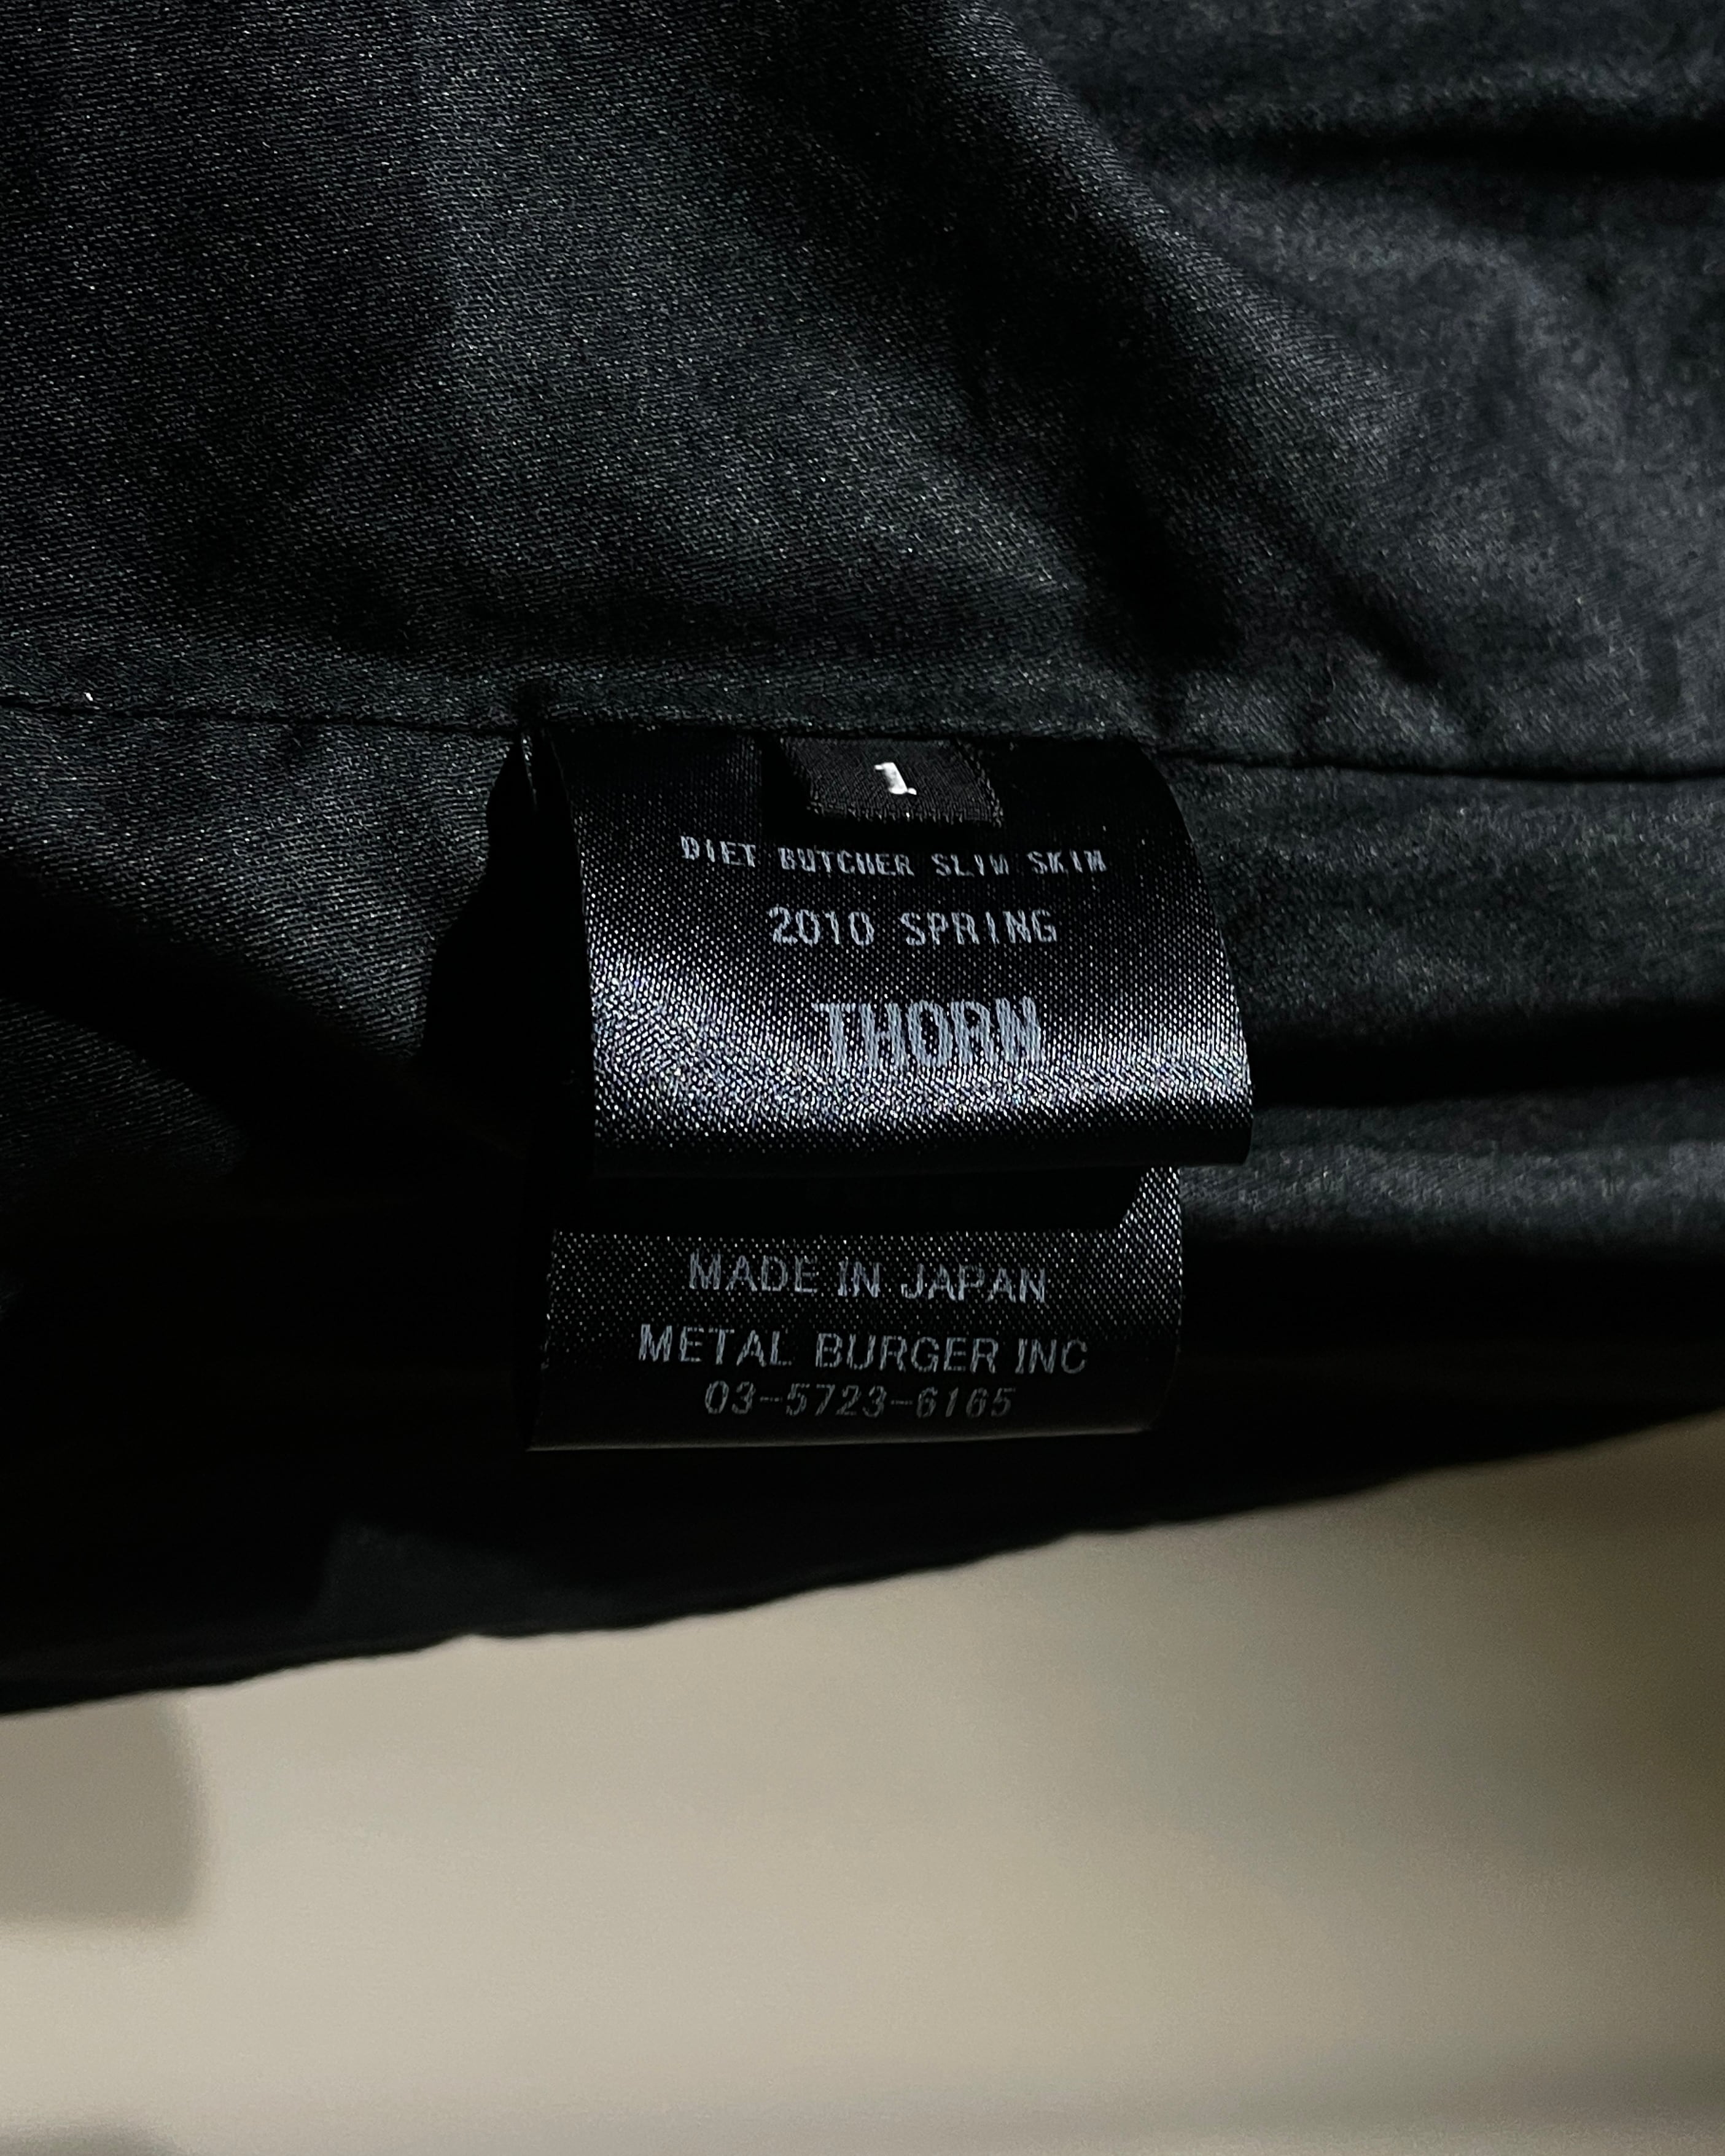 1
DIET BUTCHER SLIM SKIN
2010 SPRING
THORN
MADE IN JAPAN
METAL BURGER INC
03-5723-6165